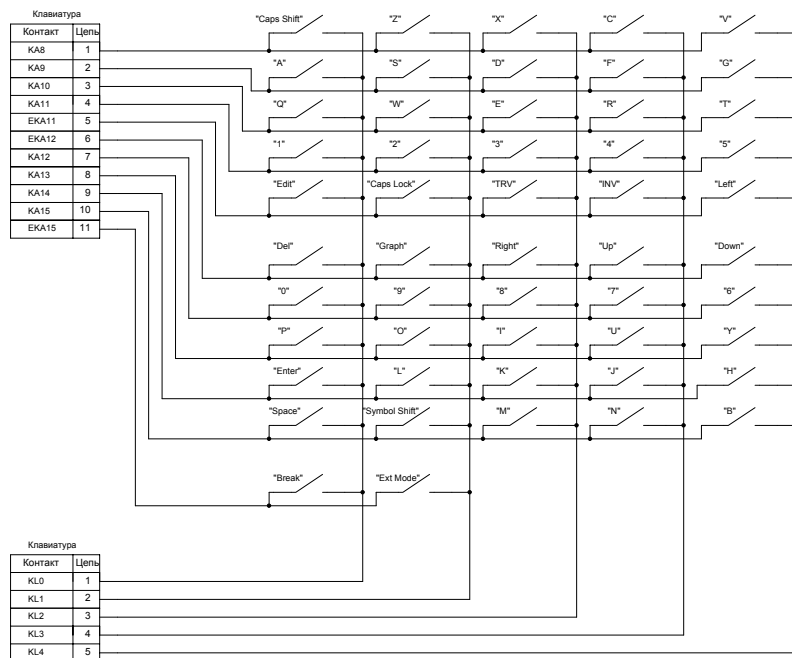 Клавиатура
Контакт Цепь
KA8 1
KA9 2
KA10 3
KA11 4
EKA11 5
EKA12 6
KA12 7
KA13 8
KA14 9
KA15 10
EKA15 11
"Caps Shift" "Z" "X" "C" "V"
"A" "S" "D" "F" "G"
"Q" "W" "E" "R" "T"
"1" "2" "3" "4" "5"
"Edit" "Caps Lock" "TRV" "INV" "Left"
"Del" "Graph" "Right" "Up" "Down"
"0" "9" "8" "7" "6"
"P" "O" "I" "U" "Y"
"Enter" "L" "K" "J" "H"
"Space" "Symbol Shift" "M" "N" "B"
"Break" "Ext Mode"
Клавиатура
Контакт Цепь
KL0 1
KL1 2
KL2 3
KL3 4
KL4 5